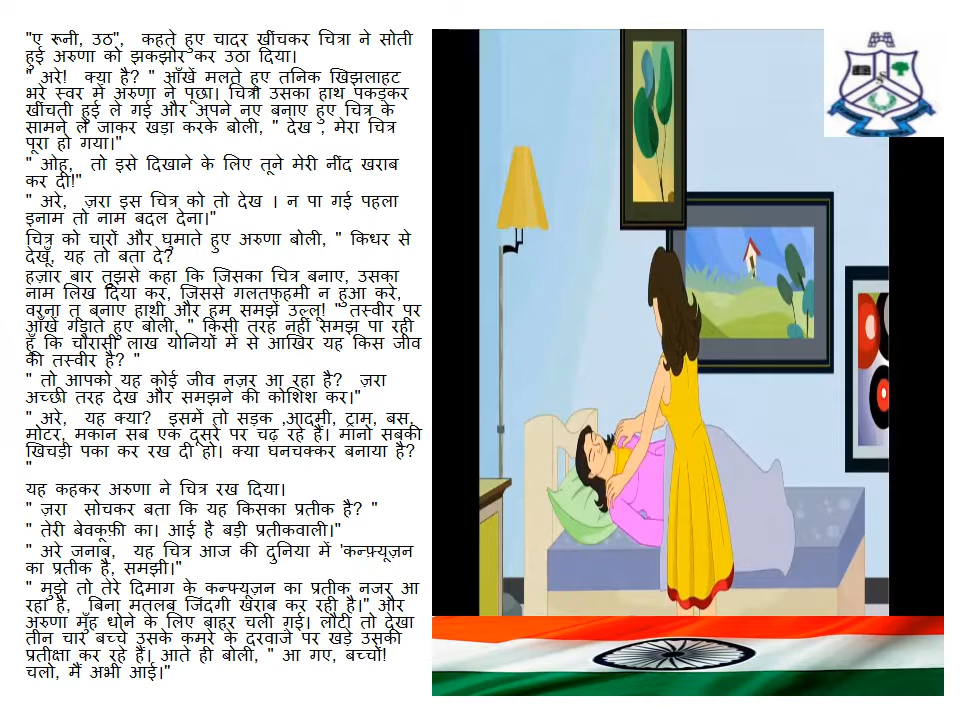 "ए रूनी, उठ",  कहते हुए चादर खींचकर चित्रा ने सोती
हुई अरुणा को झकझोर कर उठा दिया।
" अरे!  क्या है? " आँखें मलते हुए तनिक खिझलाहट
भरे स्वर में अरुणा ने पूछा। चित्रा उसका हाथ पकड़कर
खींचती हुई ले गई और अपने नए बनाए हुए चित्र के
सामने ले जाकर खड़ा करके बोली, " देख , मेरा चित्र
पूरा हो गया।"
" ओह,  तो इसे दिखाने के लिए तूने मेरी नींद खराब
कर दी!"
" अरे,  ज़रा इस चित्र को तो देख । न पा गई पहला
इनाम तो नाम बदल देना।"
चित्र को चारों और घुमाते हुए अरुणा बोली, " किधर से
देखूँ, यह तो बता दे?
हज़ार बार तुझसे कहा कि जिसका चित्र बनाए, उसका
नाम लिख दिया कर, जिससे गलतफ़हमी न हुआ करे,
वरना तू बनाए हाथी और हम समझें उल्लू! " तस्वीर पर
आँखें गड़ाते हुए बोली, " किसी तरह नहीं समझ पा रही
हूँ कि चौरासी लाख योनियों में से आखिर यह किस जीव
की तस्वीर है? "
" तो आपको यह कोई जीव नज़र आ रहा है?  ज़रा
अच्छी तरह देख और समझने की कोशिश कर।"
" अरे,  यह क्या?  इसमें तो सड़क ,आदमी, ट्राम, बस,
मोटर, मकान सब एक दूसरे पर चढ़ रहे हैं। मानो सबकी
खिचड़ी पका कर रख दी हो। क्या घनचक्कर बनाया है?
"
यह कहकर अरुणा ने चित्र रख दिया।
" ज़रा  सोचकर बता कि यह किसका प्रतीक है? "
" तेरी बेवकूफ़ी का। आई है बड़ी प्रतीकवाली।"
" अरे जनाब,  यह चित्र आज की दुनिया में 'कन्फ़्यूज़न
का प्रतीक है, समझी।"
" मुझे तो तेरे दिमाग के कन्फ्यूज़न का प्रतीक नजर आ
रहा है,  बिना मतलब जिंदगी खराब कर रही है।" और
अरुणा मुँह धोने के लिए बाहर चली गई। लौटी तो देखा
तीन चार बच्चे उसके कमरे के दरवाजे पर खड़े उसकी
प्रतीक्षा कर रहे हैं। आते ही बोली, " आ गए, बच्चों!
चलो, मैं अभी आई।"